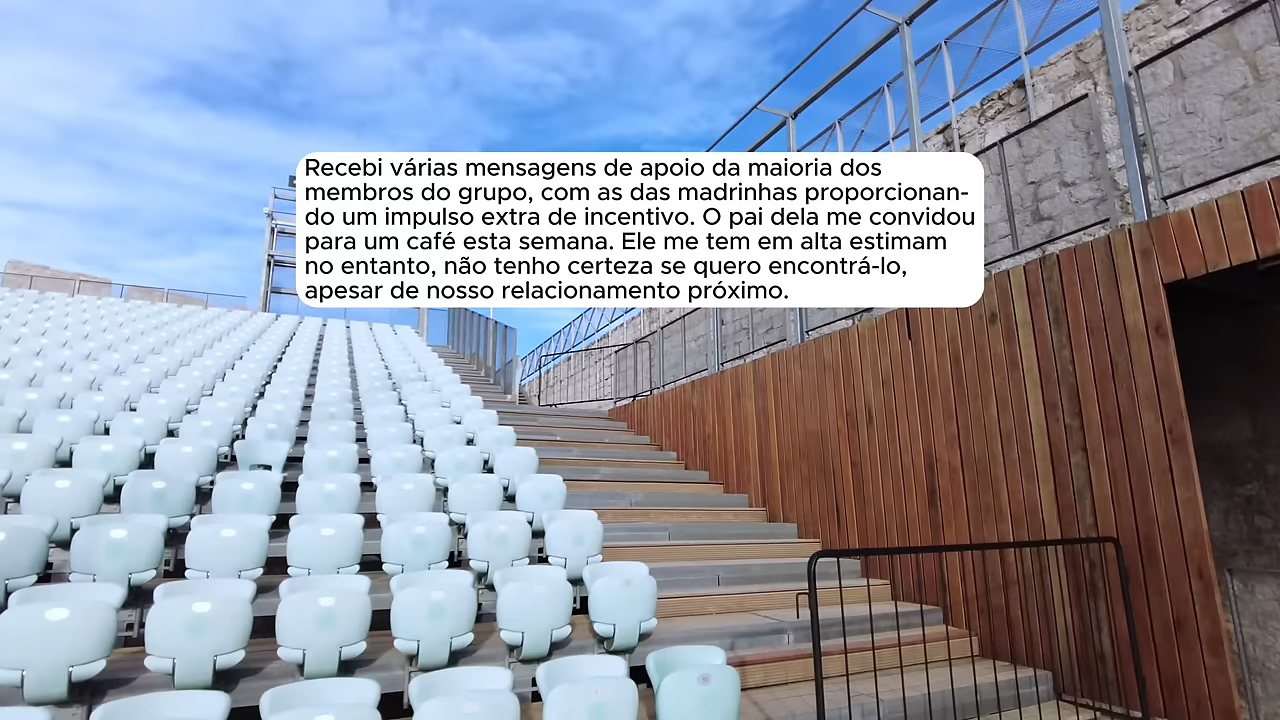 Recebi várias mensagens de apoio da maioria dos
membros do grupo, com as das madrinhas proporcionan-
do um impulso extra de incentivo. O pai dela me convidou
para um café esta semana. Ele me tem em alta estimam
no entanto, não tenho certeza se quero encontrá-lo,
apesar de nosso relacionamento próximo.